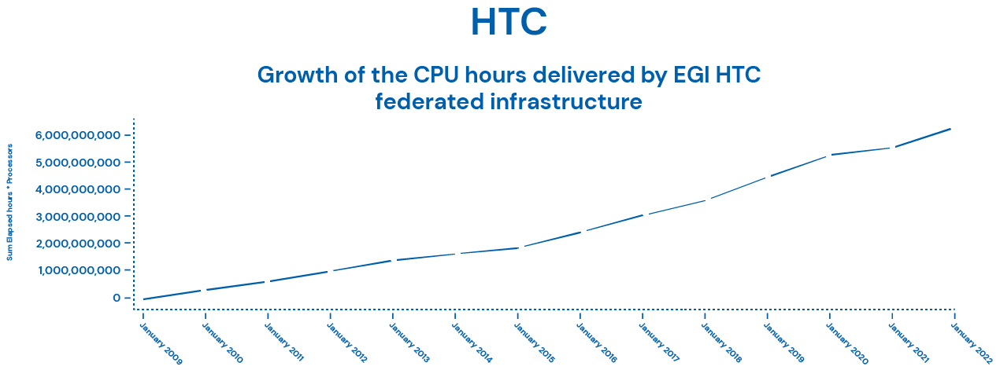 HTC
Growth of the CPU hours delivered by EGI HTC
federated infrastructure
Sum Elapsed hours * Processors
6,000,000,000
5,000,000,000
4,000,000,000
3,000,000,000
2,000,000,000
1,000,000,000
0
January 2009
January 2010
January 2011
January 2012
January 2013
January 2014
January 2015
January 2016
January 2017
January 2018
January 2019
January 2020
January 2021
January 2022